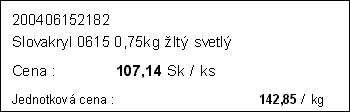 200406152182
Slovakryl 0615 0,75kg žltý svetlý
Cena : 107,14 Sk / ks
Jednotková cena : 142,85 / kg